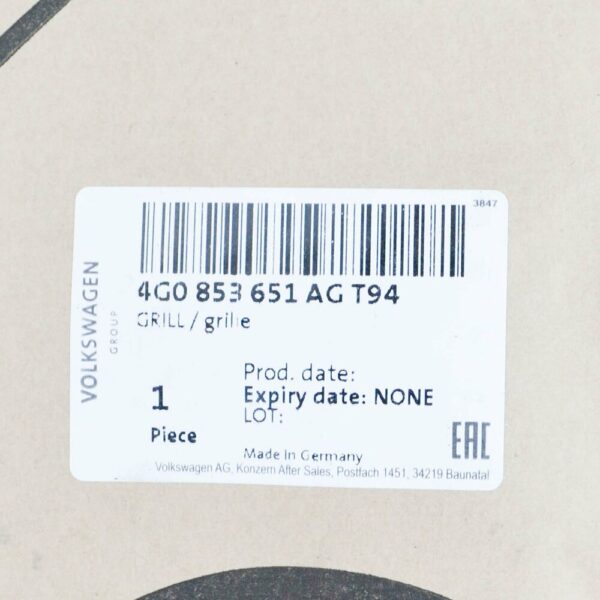 3847
4G0 853 651 AG T94
GRILL / grille
VOLKSWAGEN
GROUP
Prod. date:
1
Expiry date: NONE
LOT:
Piece
EAC
Made In Germany
Volkswagen AG, Konzern After Sales, Postfach 1451, 34219 Baunatal